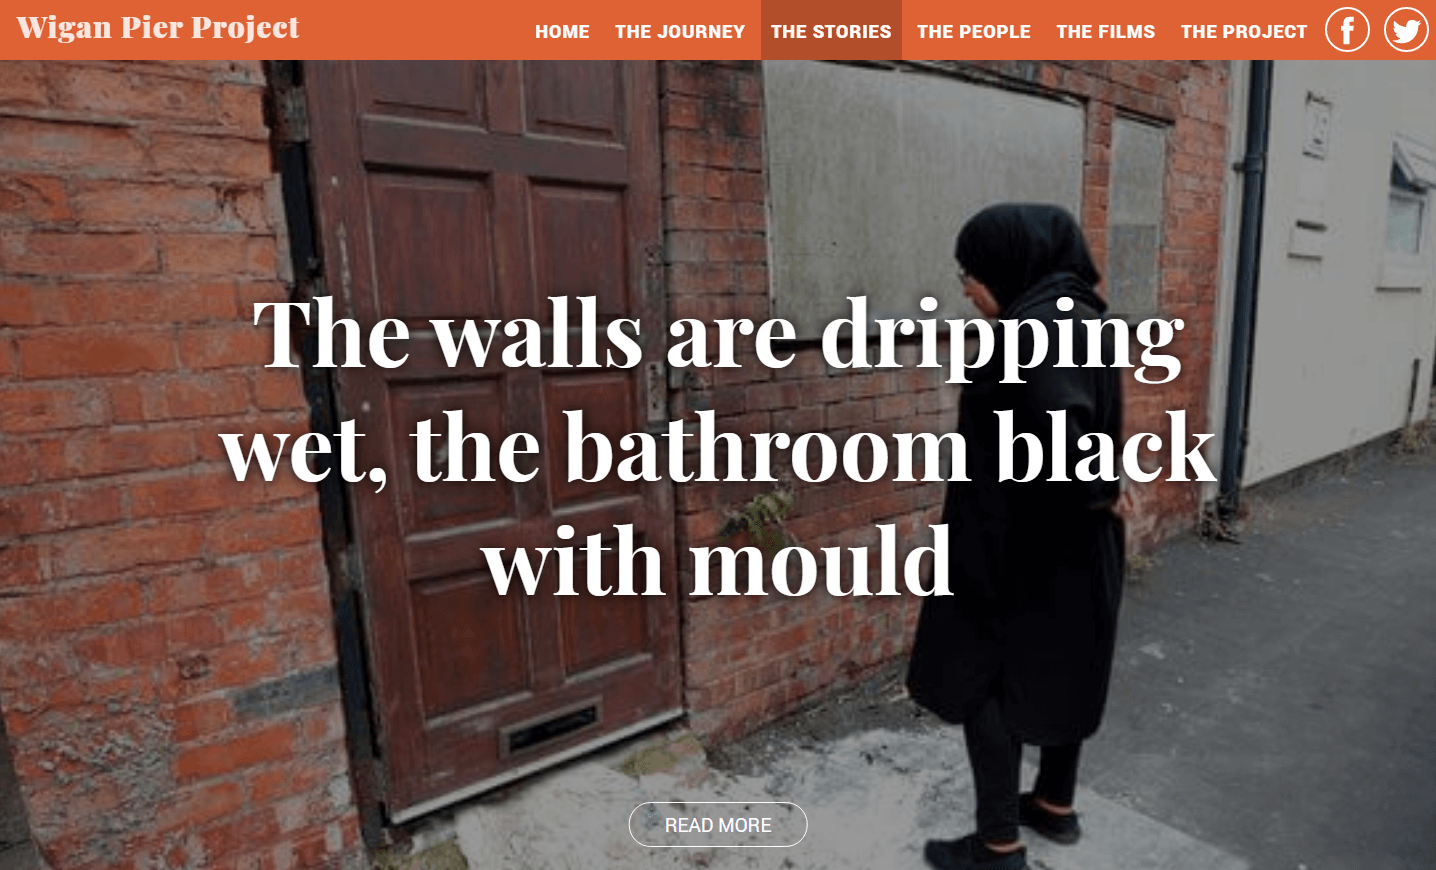 Wigan Pier Project
HOME THE JOURNEY THE STORIES THE PEOPLE THE FILMS THE PROJECT
The walls are dripping
wet, the bathroom black
with mould
READ MORE